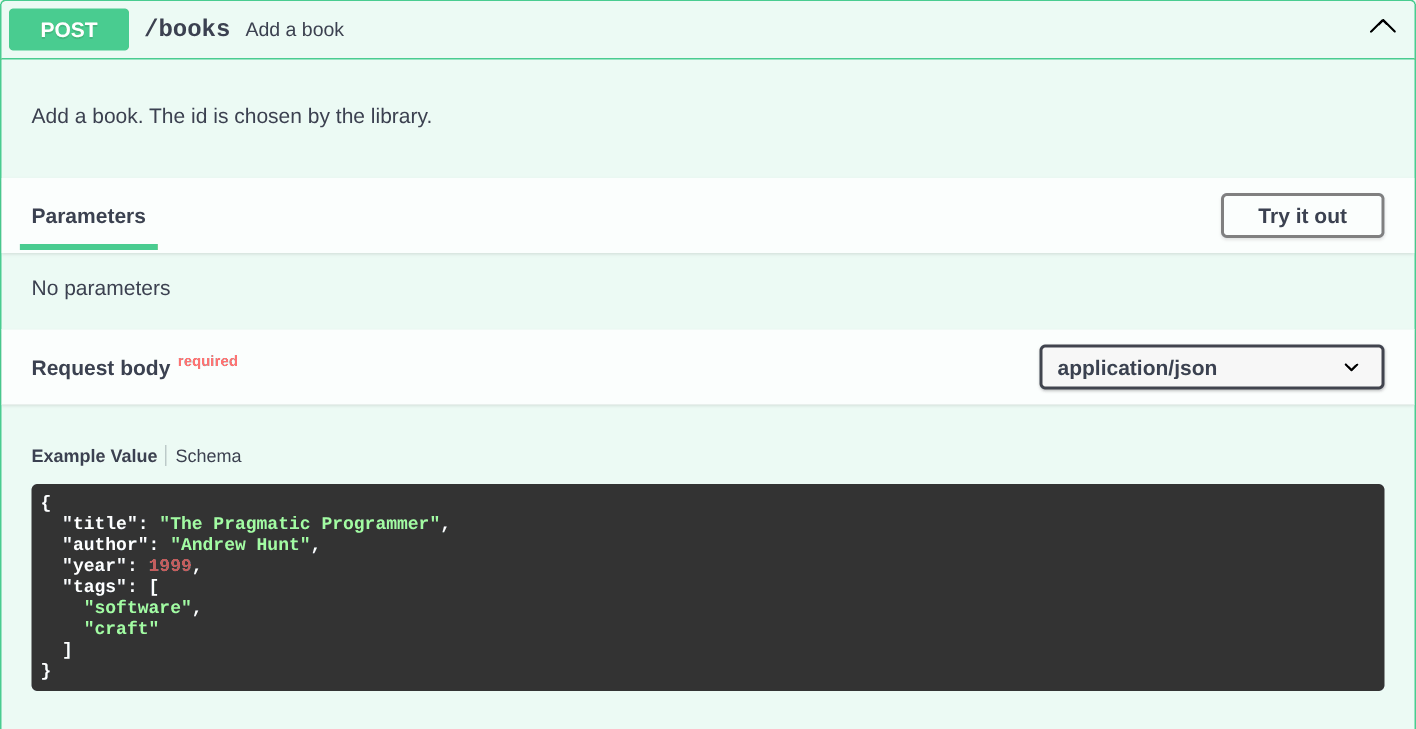 POST /books Add a book
Add a book. The id is chosen by the library.
Parameters Try it out
No parameters
Request body required application/json
Example Value Schema
{
  "title": "The Pragmatic Programmer",
  "author": "Andrew Hunt",
  "year": 1999,
  "tags": [
    "software",
    "craft"
  ]
}